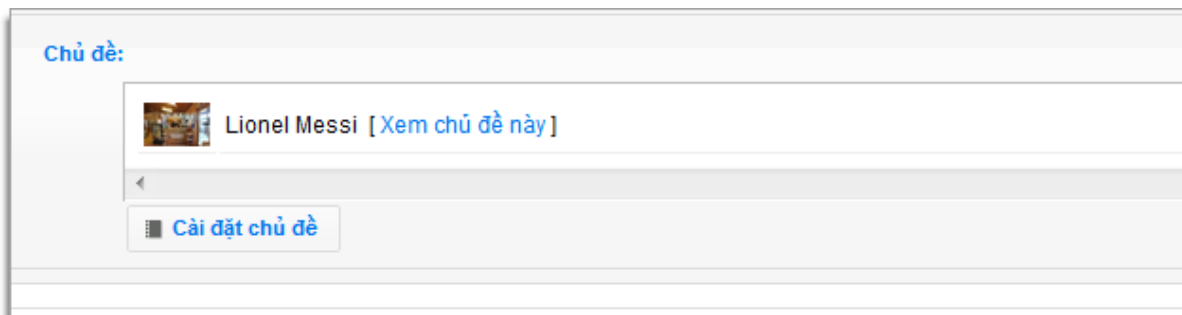 Chủ đề:
Lionel Messi [Xem chủ đề này]
Cài đặt chủ đề